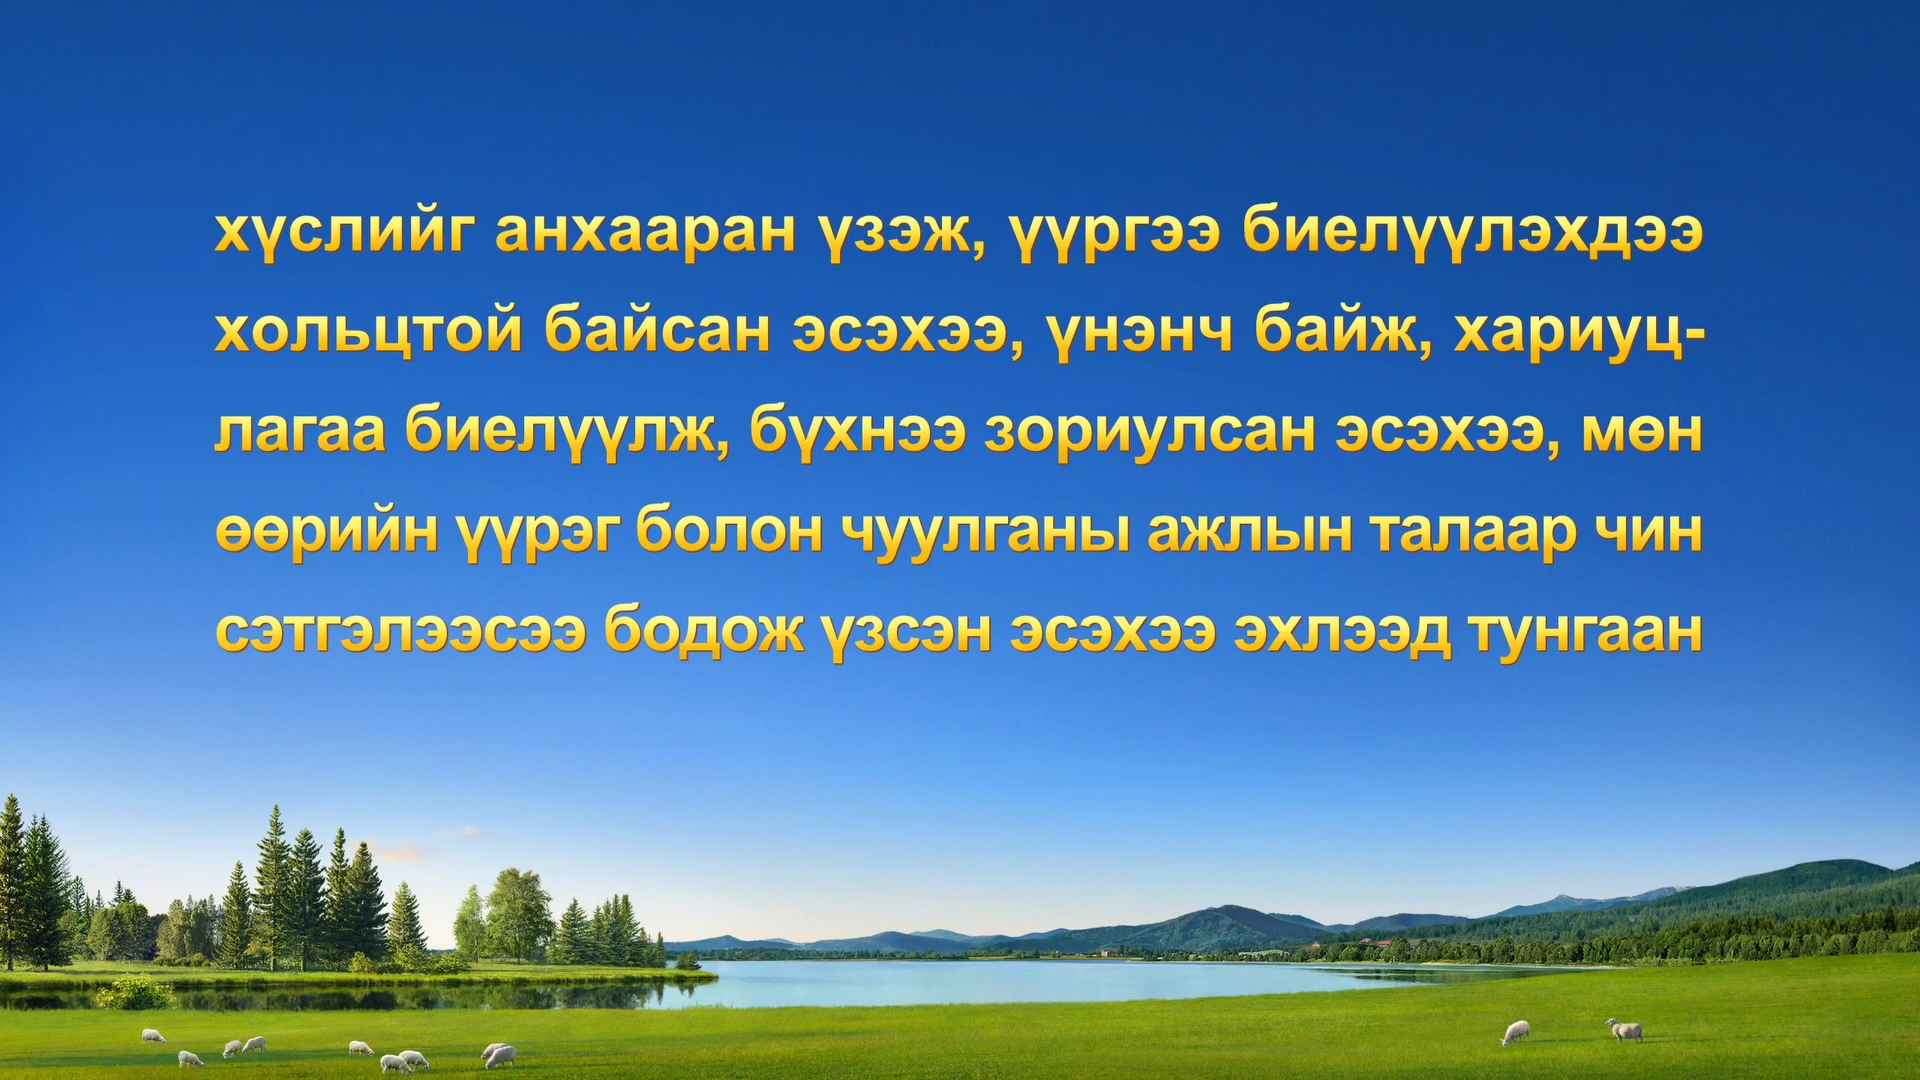 хүслийг анхааран үзэж, үүргээ биелүүлэхдээ
хольцтой байсан эсэхээ, үнэнч байж, хариуц-
лагаа биелүүлж, бүхнээ зориулсан эсэхээ, мөн
өөрийн үүрэг болон чуулганы ажлын талаар чин
сэтгэлээсээ бодож үзсэн эсэхээ эхлээд тунгаан